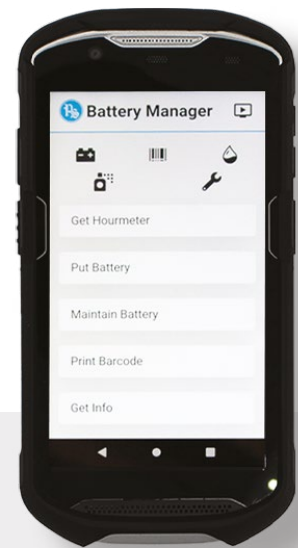 Battery Manager
Get Hourmeter
Put Battery
Maintain Battery
Print Barcode
Get Info